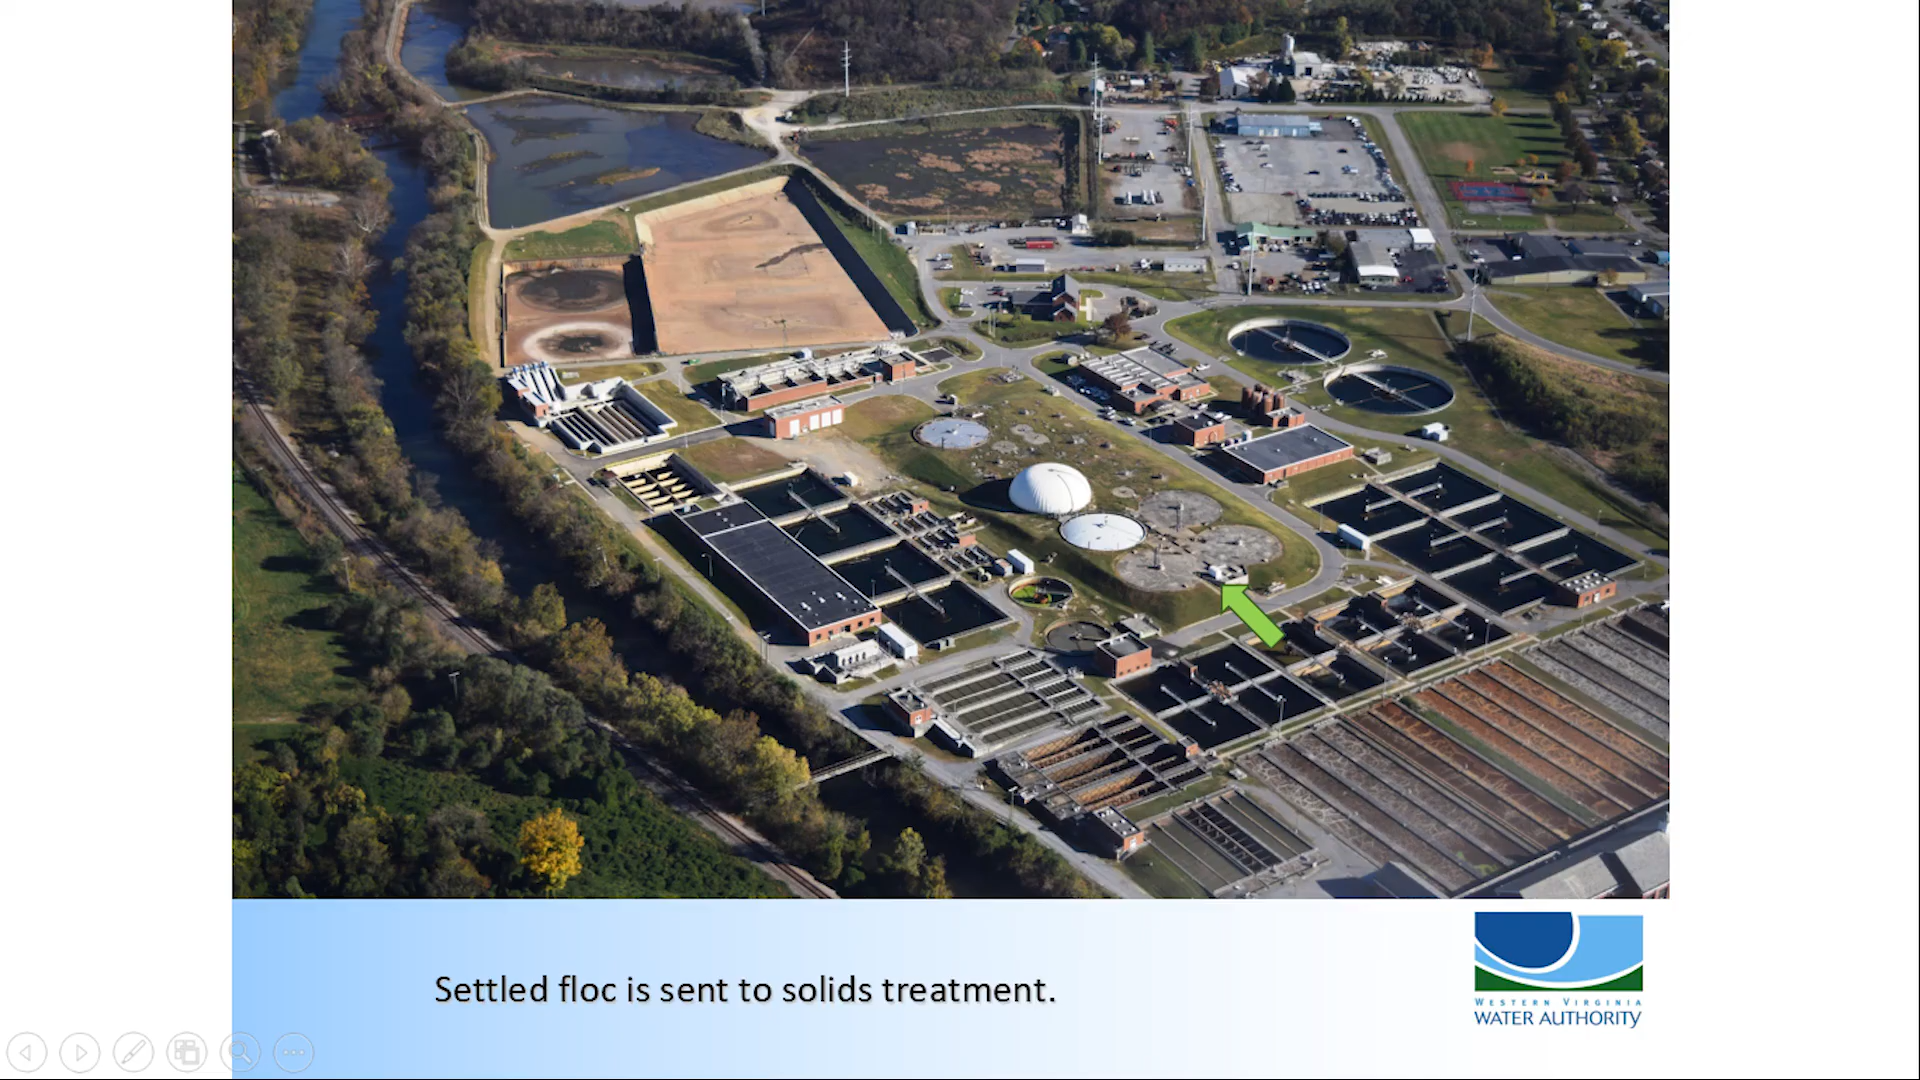 Settled floc is sent to solids treatment.
WESTERN VIRGINIA
WATER AUTHORITY